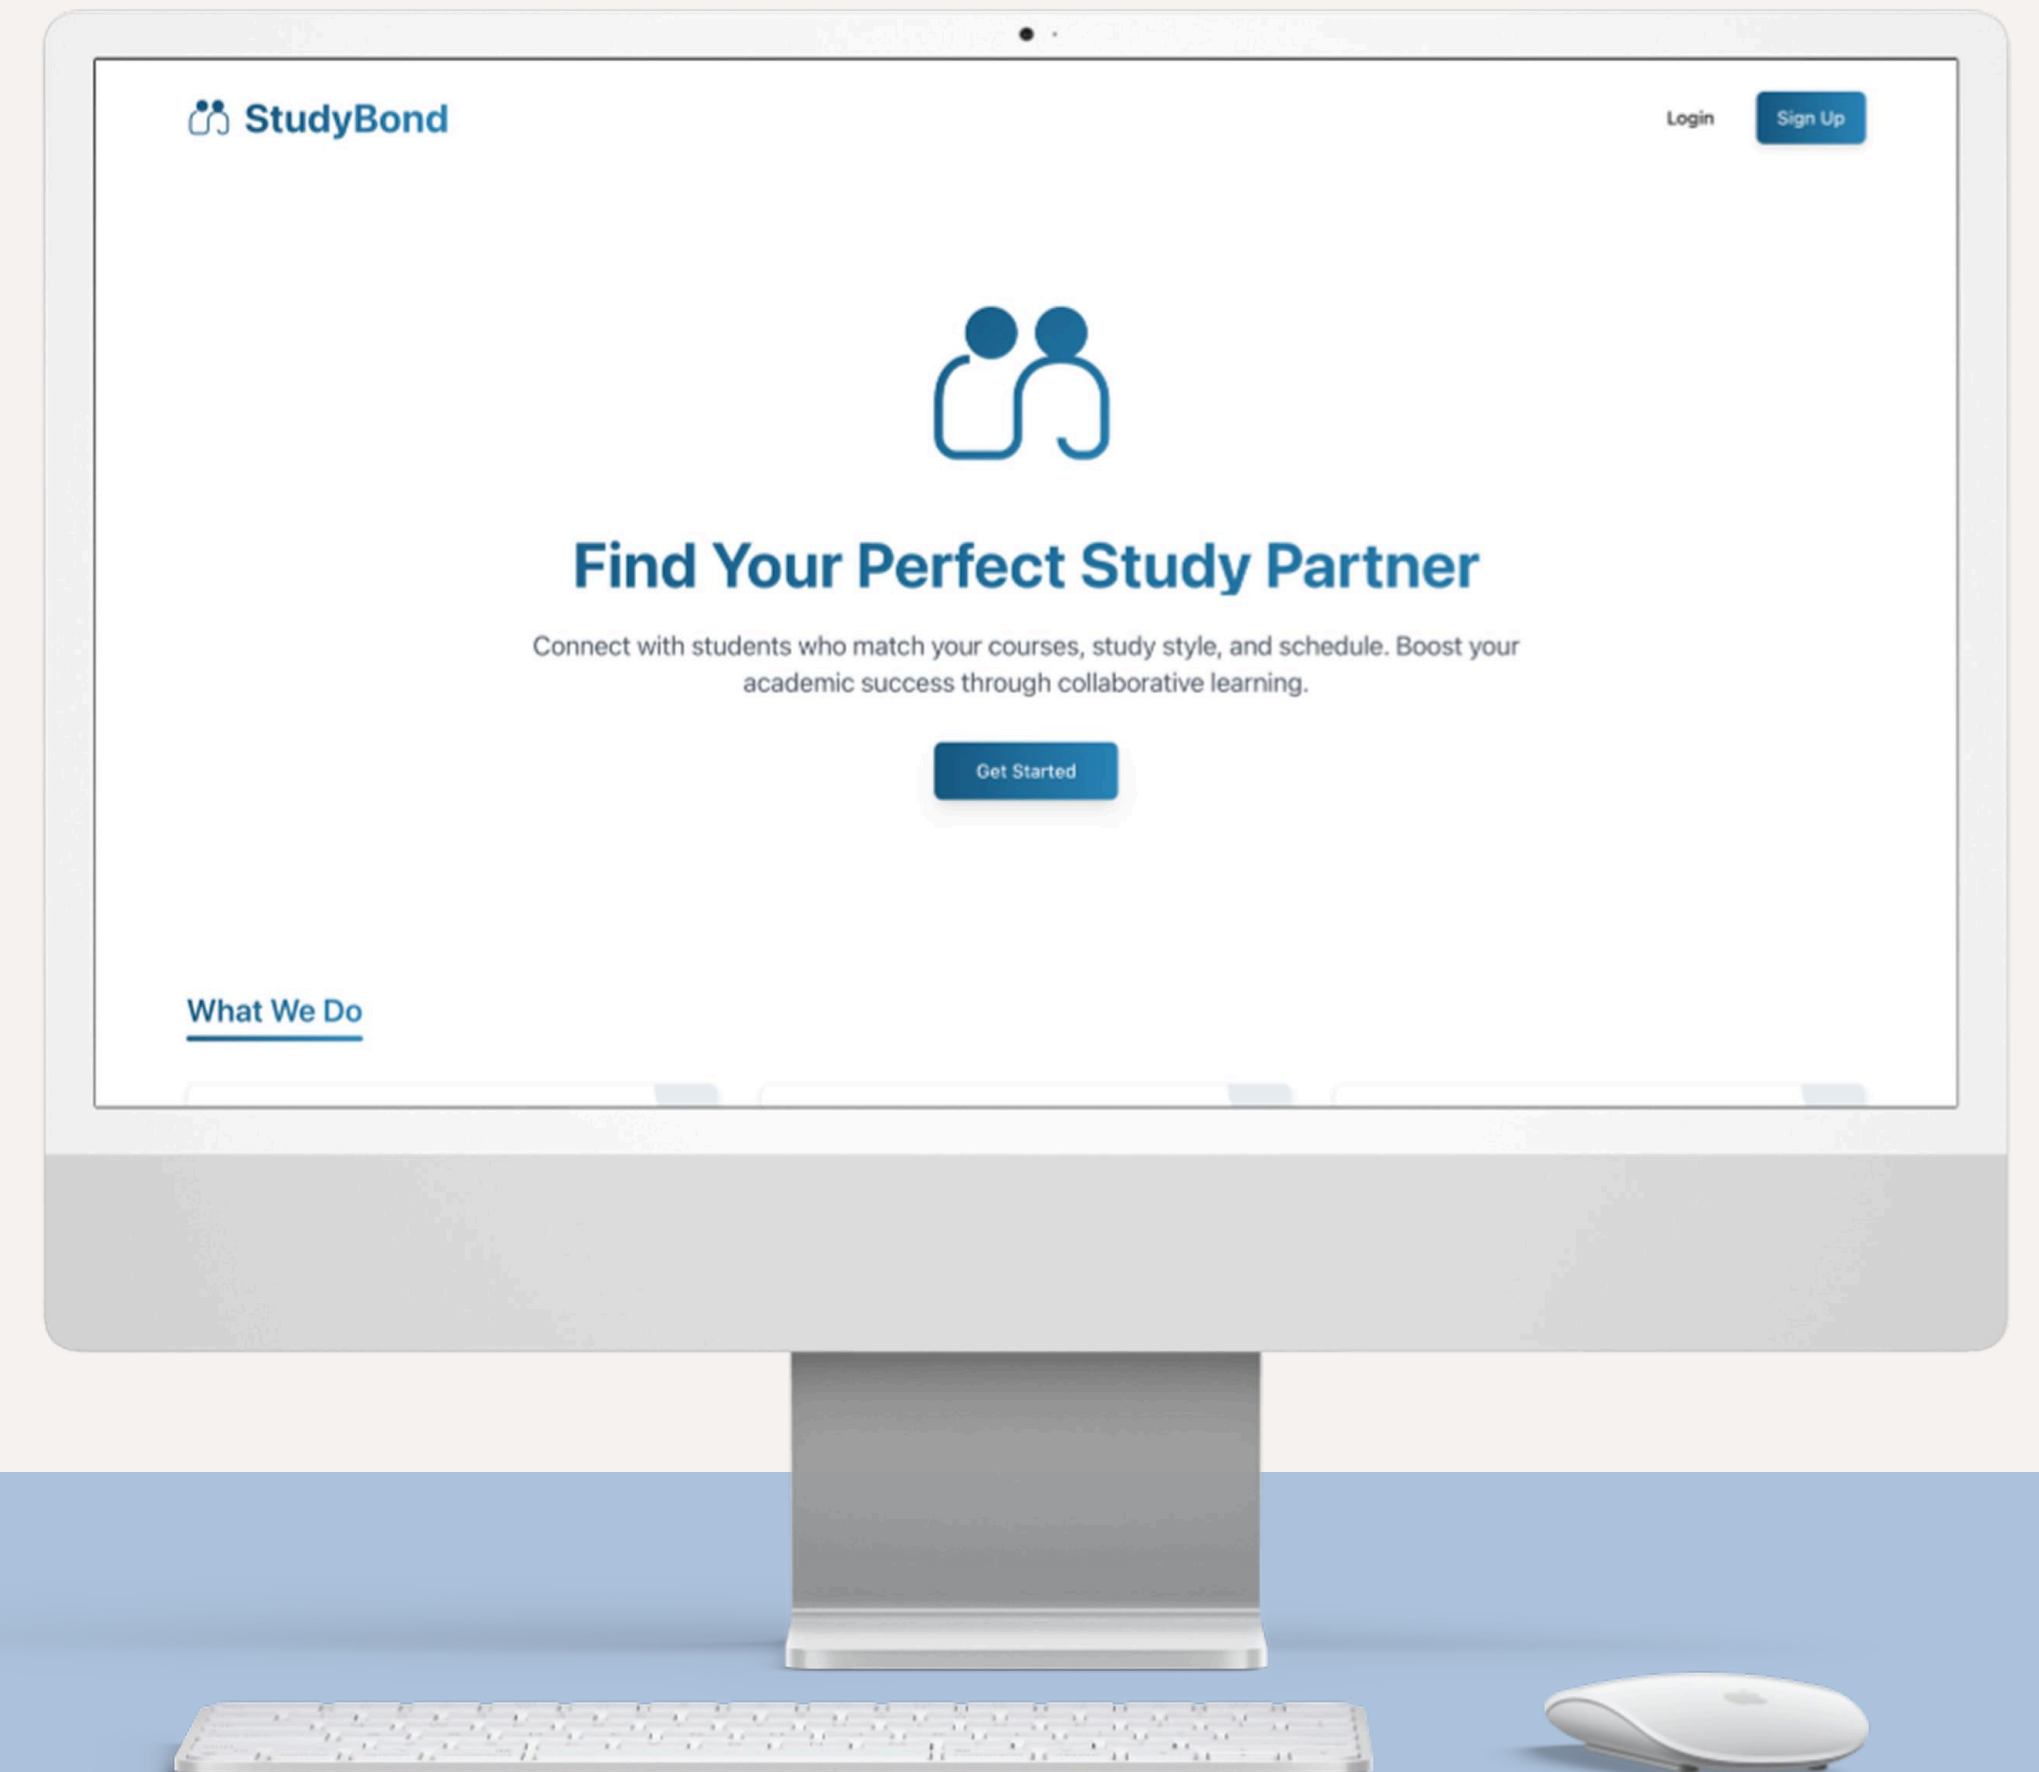 StudyBond
Login
Sign Up
Find Your Perfect Study Partner
Connect with students who match your courses, study style, and schedule. Boost your
academic success through collaborative learning.
Get Started
What We Do